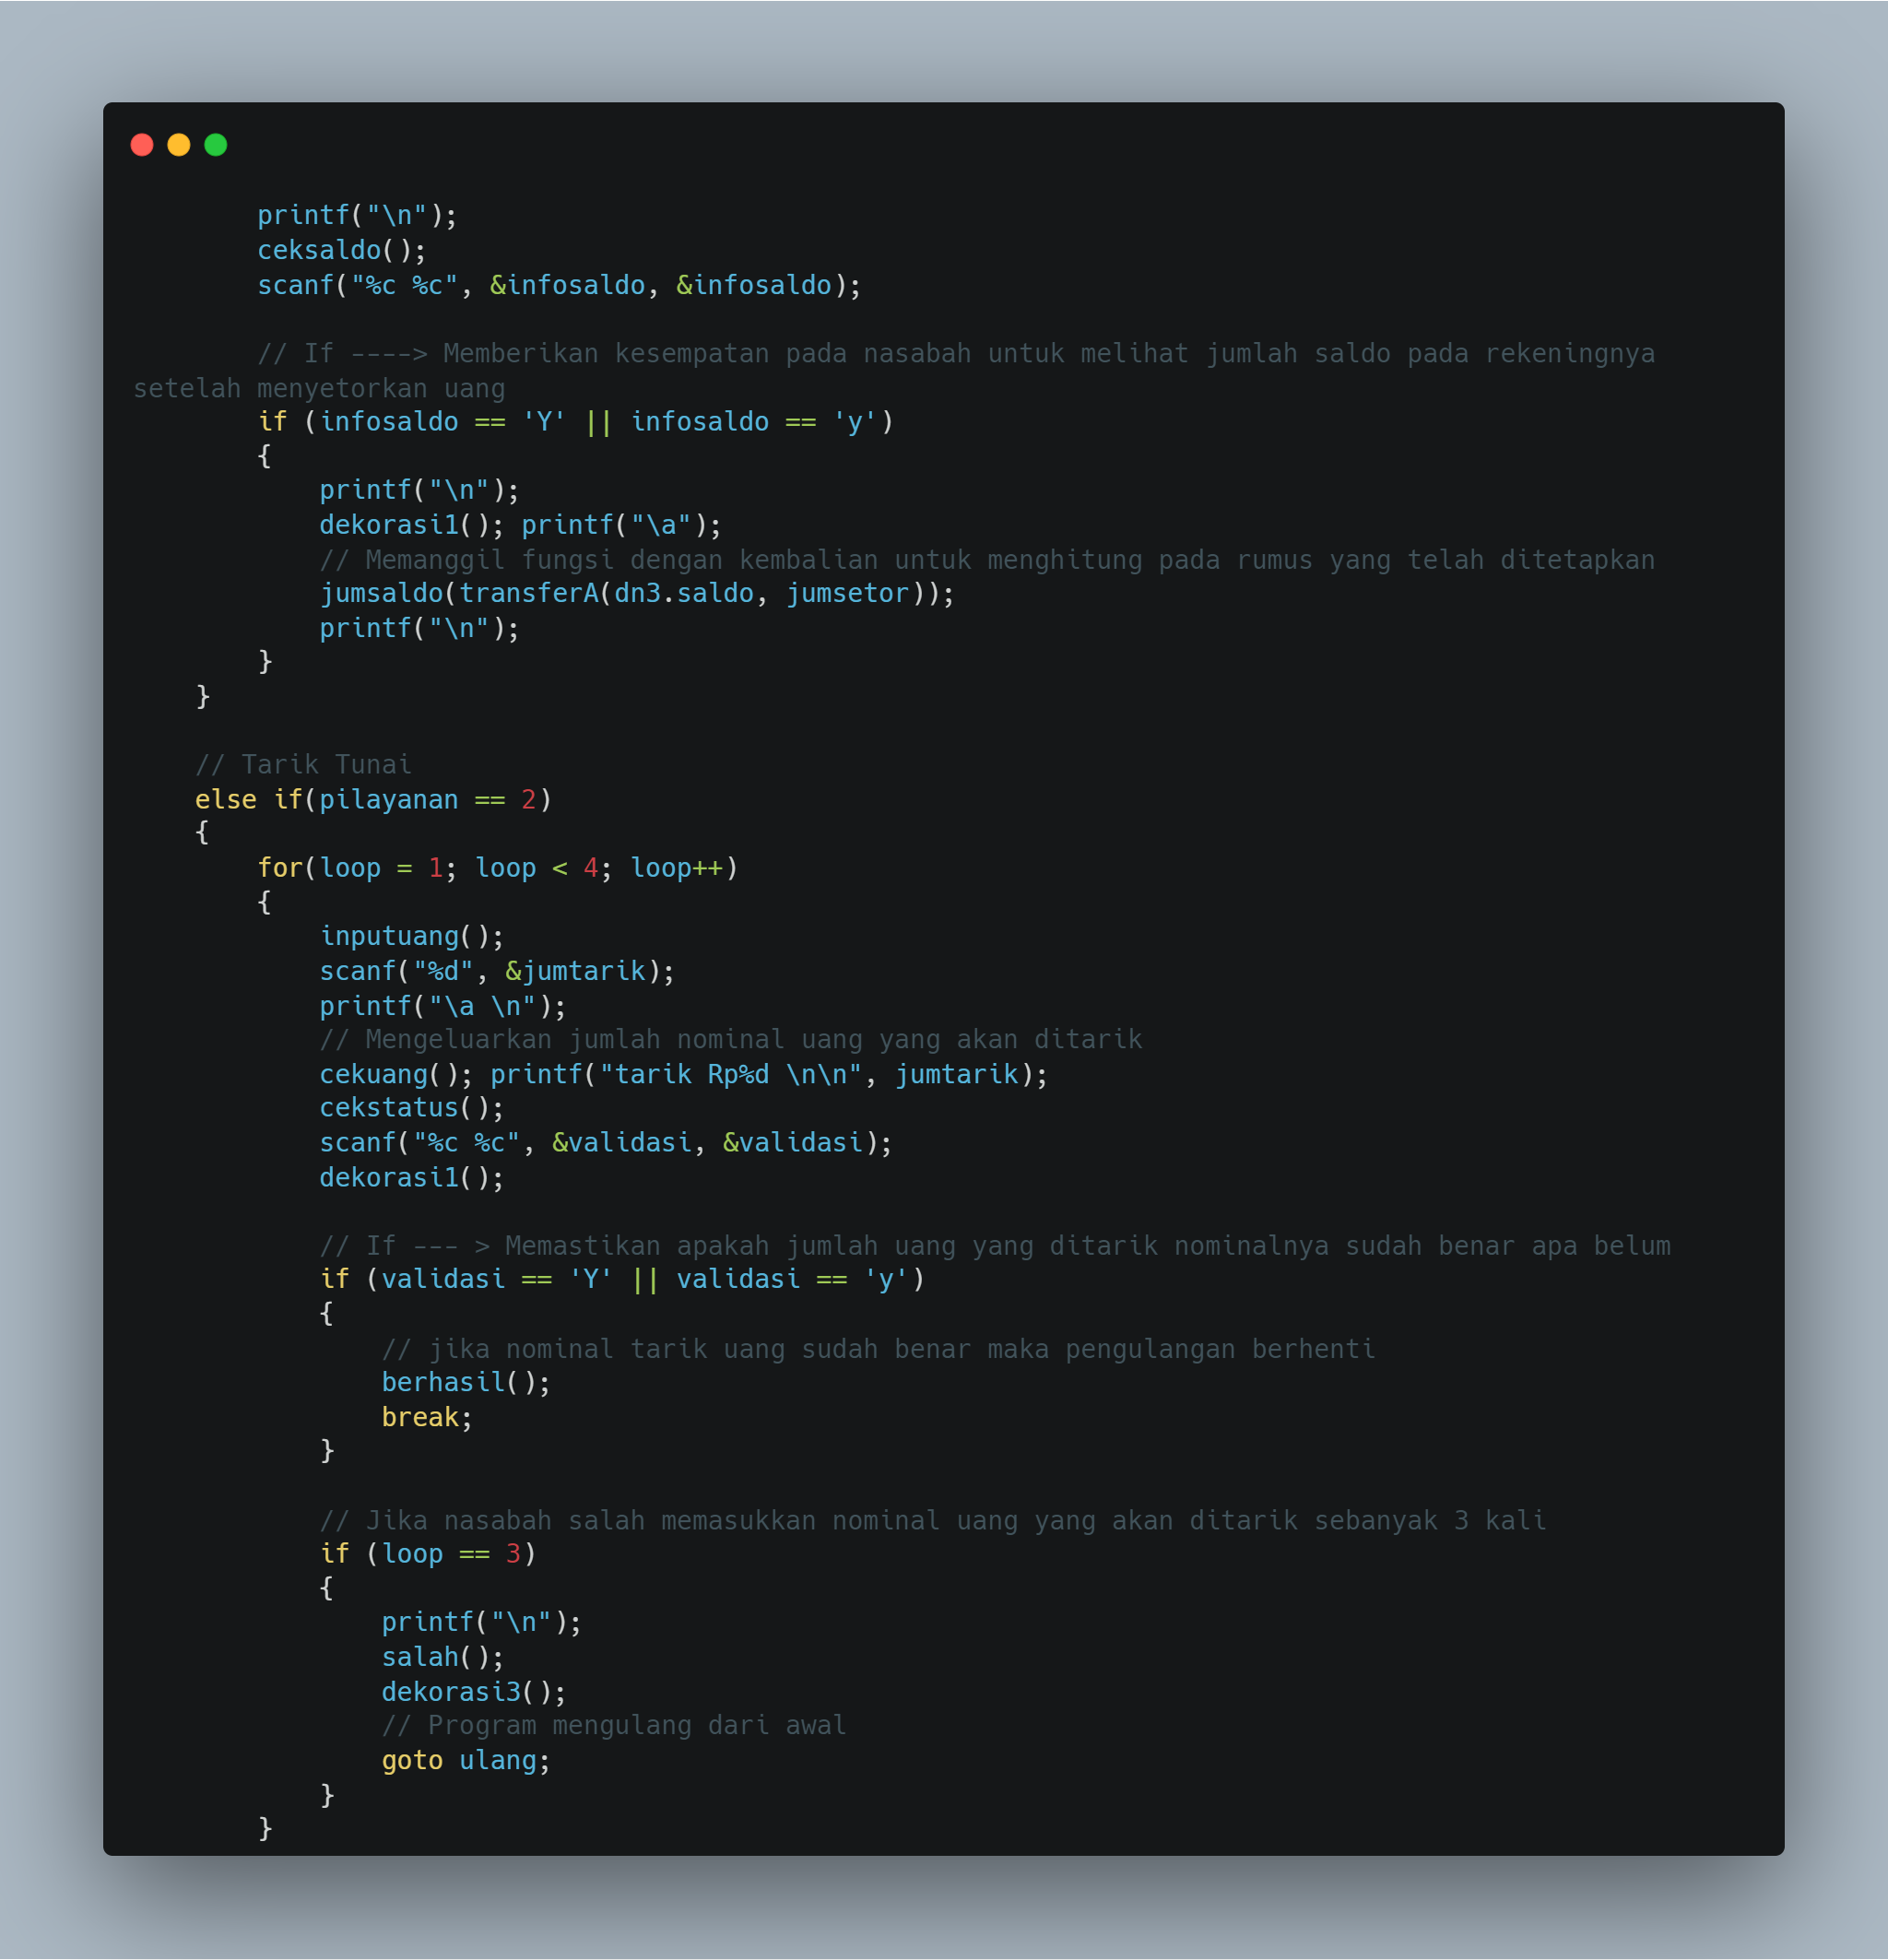 printf("\n");
        ceksaldo();
        scanf("%c %c", &infosaldo, &infosaldo);

        // If ----> Memberikan kesempatan pada nasabah untuk melihat jumlah saldo pada rekeningnya
setelah menyetorkan uang
        if (infosaldo == 'Y' || infosaldo == 'y')
        {
            printf("\n");
            dekorasi1(); printf("\a");
            // Memanggil fungsi dengan kembalian untuk menghitung pada rumus yang telah ditetapkan
            jumsaldo(transferA(dn3.saldo, jumsetor));
            printf("\n");
        }
    }

    // Tarik Tunai
    else if(pilayanan == 2)
    {
        for(loop = 1; loop < 4; loop++)
        {
            inputuang();
            scanf("%d", &jumtarik);
            printf("\a \n");
            // Mengeluarkan jumlah nominal uang yang akan ditarik
            cekuang(); printf("tarik Rp%d \n\n", jumtarik);
            cekstatus();
            scanf("%c %c", &validasi, &validasi);
            dekorasi1();

            // If --- > Memastikan apakah jumlah uang yang ditarik nominalnya sudah benar apa belum
            if (validasi == 'Y' || validasi == 'y')
            {
                // jika nominal tarik uang sudah benar maka pengulangan berhenti
                berhasil();
                break;
            }

            // Jika nasabah salah memasukkan nominal uang yang akan ditarik sebanyak 3 kali
            if (loop == 3)
            {
                printf("\n");
                salah();
                dekorasi3();
                // Program mengulang dari awal
                goto ulang;
            }
        }